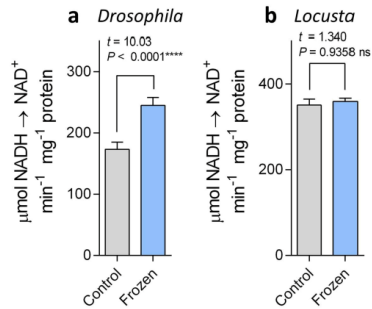 a Drosophila
t = 10.03
P < 0.0001****
300
200
100
0
μmol NADH → NAD⁺
min⁻¹ mg⁻¹ protein
Control
Frozen
b Locusta
t = 1.340
P = 0.9358 ns
400
200
0
μmol NADH → NAD⁺
min⁻¹ mg⁻¹ protein
Control
Frozen